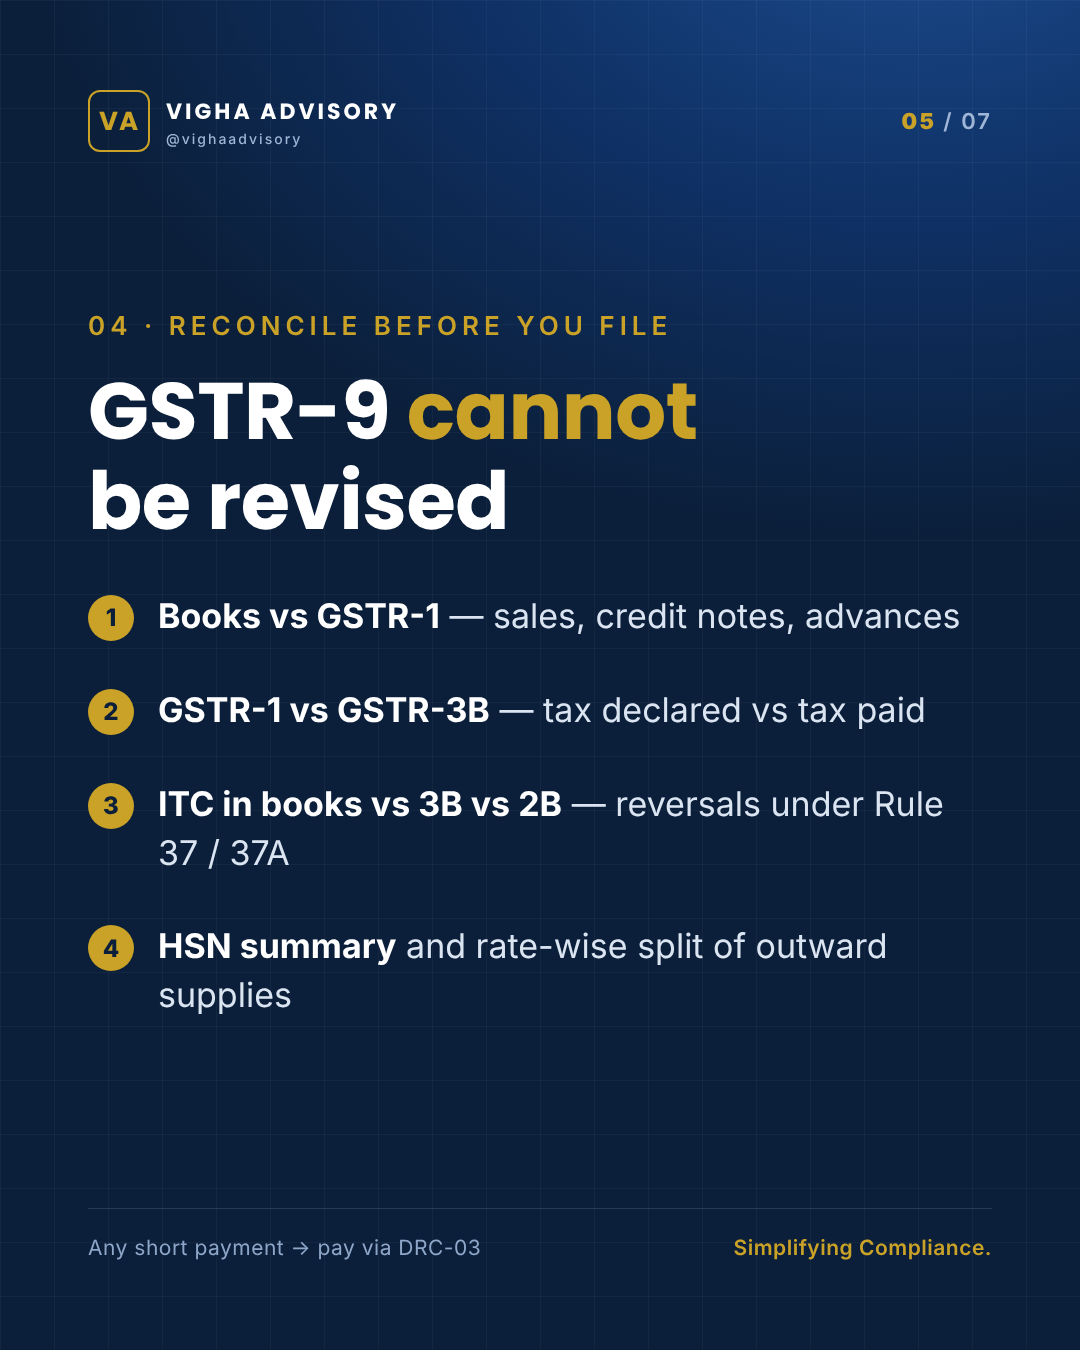 VA
VIGHA ADVISORY
@vighaadvisory
05 / 07
04 · RECONCILE BEFORE YOU FILE
GSTR-9 cannot
be revised
1 Books vs GSTR-1 — sales, credit notes, advances
2 GSTR-1 vs GSTR-3B — tax declared vs tax paid
3 ITC in books vs 3B vs 2B — reversals under Rule
37 / 37A
4 HSN summary and rate-wise split of outward
supplies
Any short payment → pay via DRC-03
Simplifying Compliance.